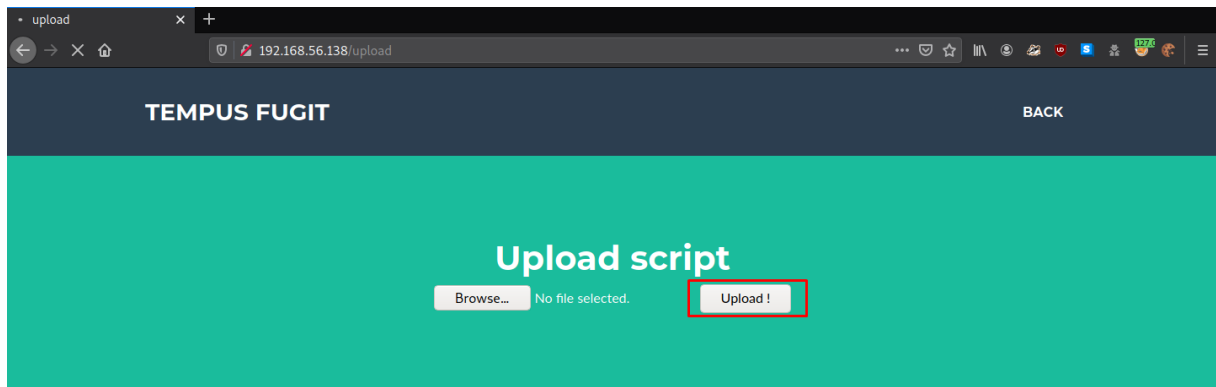 upload
192.168.56.138/upload
TEMPUS FUGIT BACK
Upload script
Browse... No file selected. Upload !